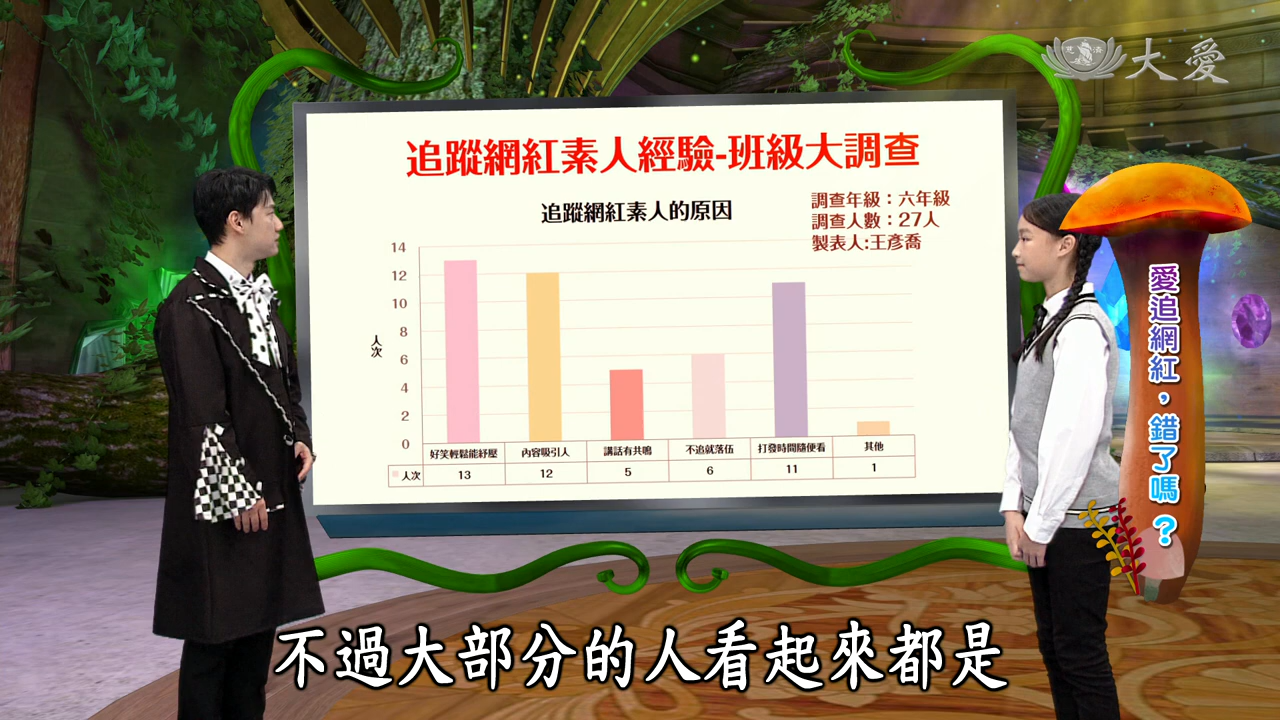 慈濟
大愛
追蹤網紅素人經驗-班級大調查
追蹤網紅素人的原因
調查年級：六年級
調查人數：27人
製表人:王彥喬
人次
14
12
10
8
6
4
2
0
好笑輕鬆能紓壓 內容吸引人 講話有共鳴 不追就落伍 打發時間隨便看 其他
人次 13 12 5 6 11 1
愛追網紅，錯了嗎？
不過大部分的人看起來都是